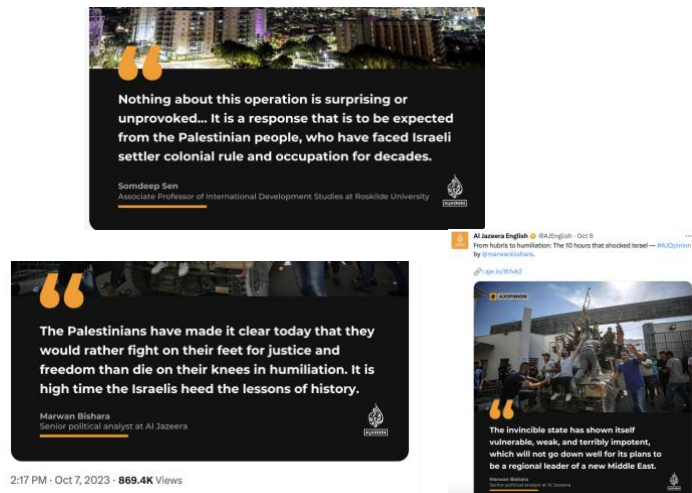 Nothing about this operation is surprising or
unprovoked... It is a response that is to be expected
from the Palestinian people, who have faced Israeli
settler colonial rule and occupation for decades.
Somdeep Sen
Associate Professor of International Development Studies at Roskilde University
ALJAZEERA
The Palestinians have made it clear today that they
would rather fight on their feet for justice and
freedom than die on their knees in humiliation. It is
high time the Israelis heed the lessons of history.
Marwan Bishara
Senior political analyst at Al Jazeera
ALJAZEERA
2:17 PM · Oct 7, 2023 · 869.4K Views
Al Jazeera English @AJEnglish · Oct 8
From hubris to humiliation: The 10 hours that shocked Israel — #AJOpinion
by @marwanbishara.
AJOPINION
The invincible state has shown itself
vulnerable, weak, and terribly impotent,
which will not go down well for its plans to
be a regional leader of a new Middle East.
Marwan Bishara
Senior political analyst at Al Jazeera